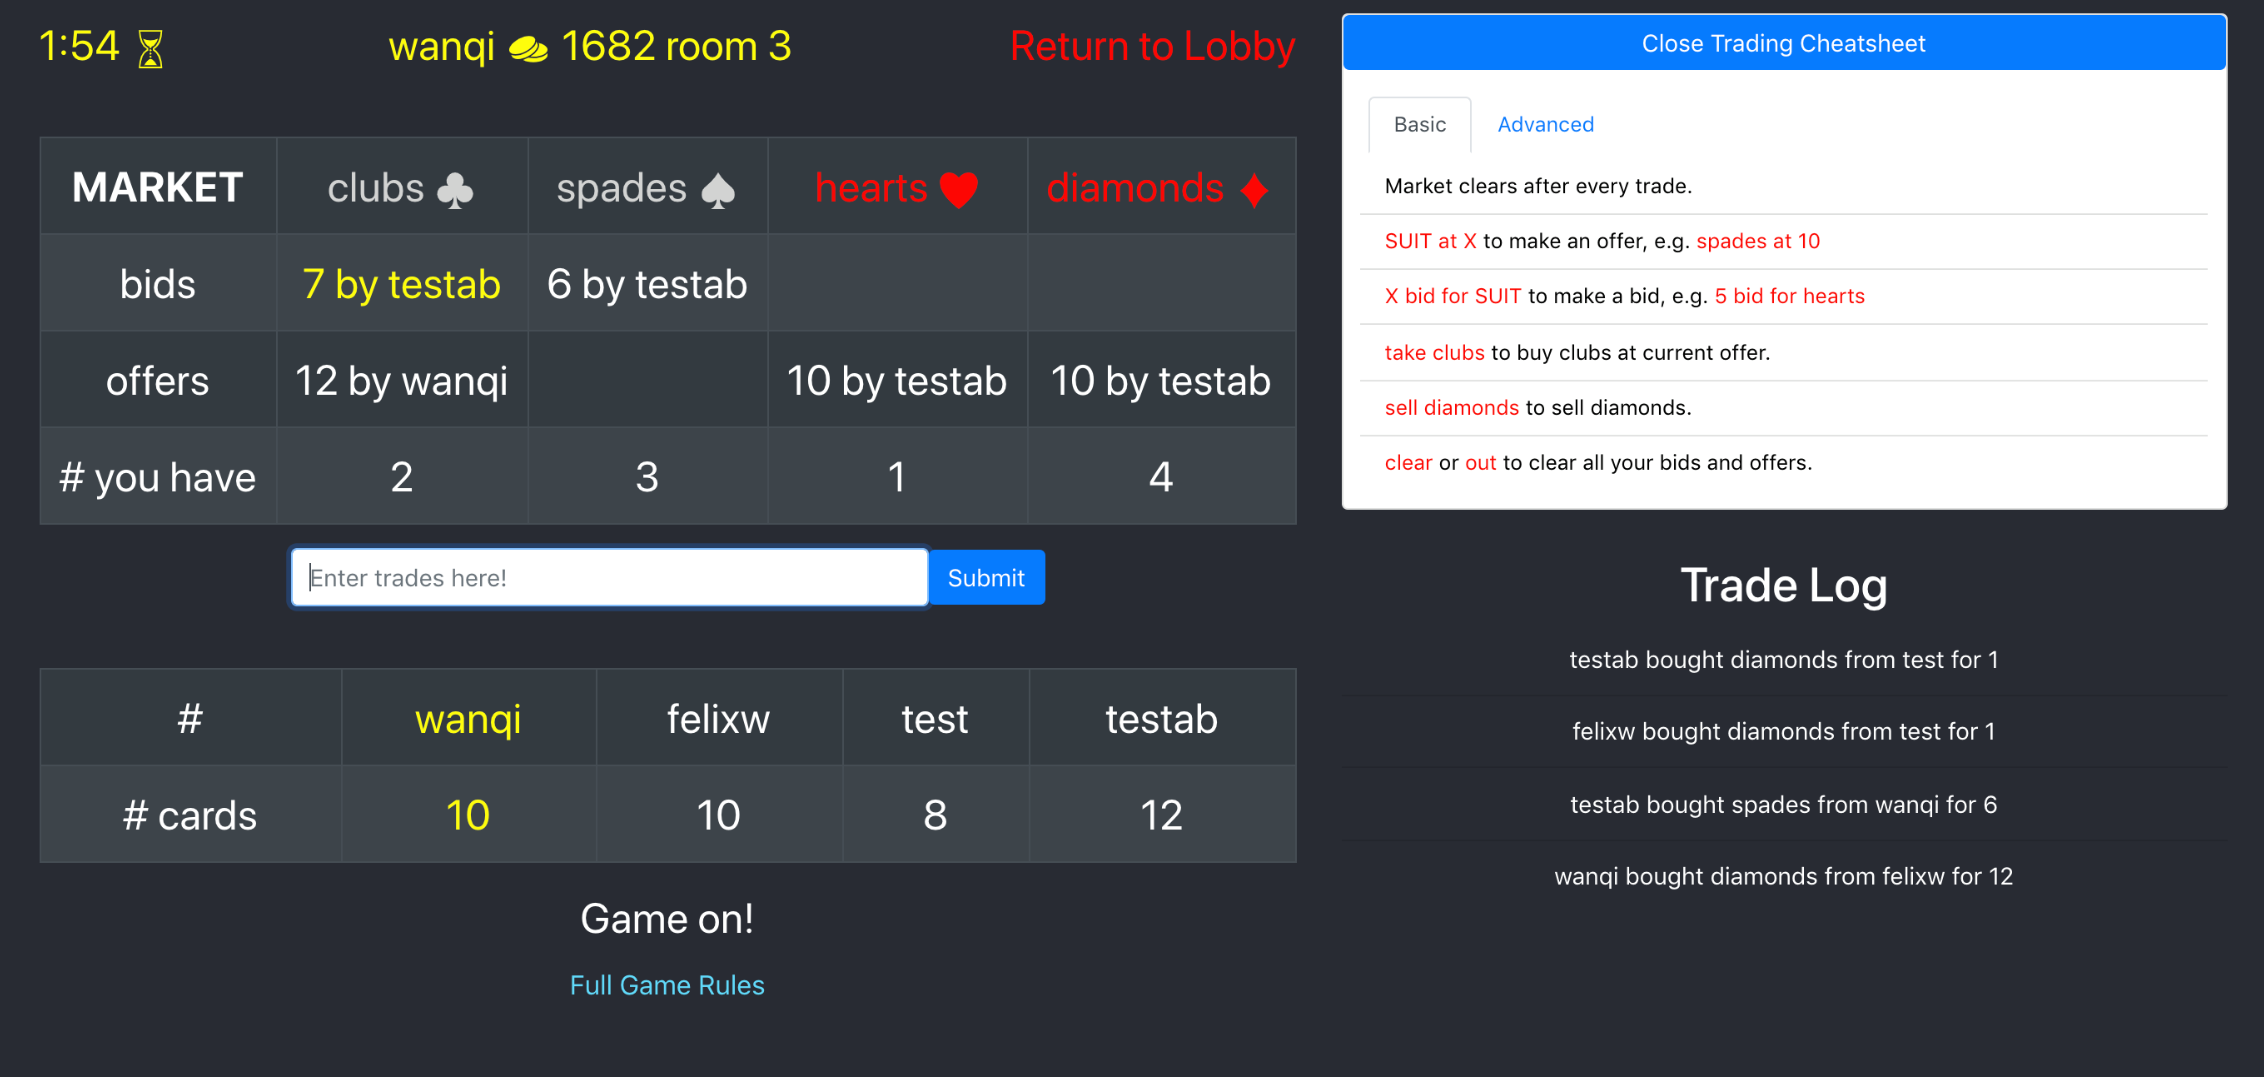 1:54 wanqi 1682 room 3 Return to Lobby
MARKET clubs spades hearts diamonds
bids 7 by testab 6 by testab
offers 12 by wanqi 10 by testab 10 by testab
# you have 2 3 1 4
Enter trades here! Submit
# wanqi felixw test testab
# cards 10 10 8 12
Game on!
Full Game Rules
Close Trading Cheatsheet
Basic Advanced
Market clears after every trade.
SUIT at X to make an offer, e.g. spades at 10
X bid for SUIT to make a bid, e.g. 5 bid for hearts
take clubs to buy clubs at current offer.
sell diamonds to sell diamonds.
clear or out to clear all your bids and offers.
Trade Log
testab bought diamonds from test for 1
felixw bought diamonds from test for 1
testab bought spades from wanqi for 6
wanqi bought diamonds from felixw for 12